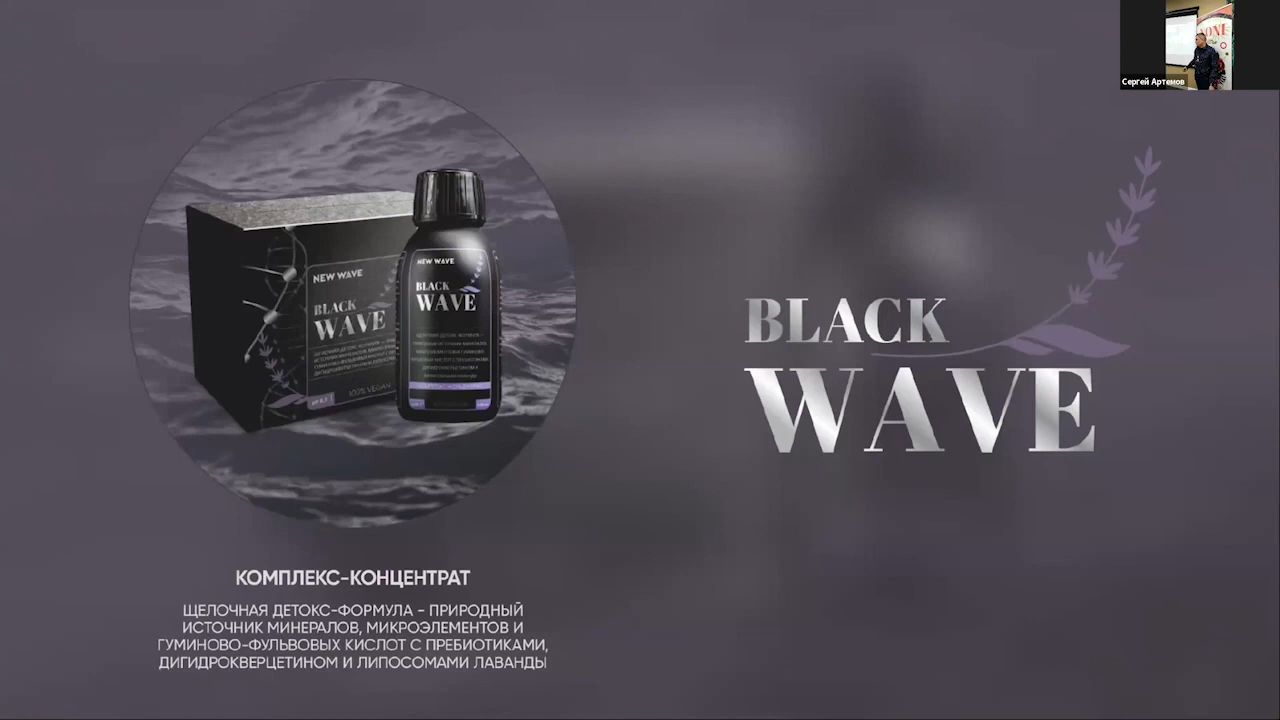 Сергей Артемов
NEW WAVE
BLACK
WAVE
100% VEGAN
NEW WAVE
BLACK
WAVE
BLACK
WAVE
КОМПЛЕКС-КОНЦЕНТРАТ
ЩЕЛОЧНАЯ ДЕТОКС-ФОРМУЛА - ПРИРОДНЫЙ
ИСТОЧНИК МИНЕРАЛОВ, МИКРОЭЛЕМЕНТОВ И
ГУМИНОВО-ФУЛЬВОВЫХ КИСЛОТ С ПРЕБИОТИКАМИ,
ДИГИДРОКВЕРЦЕТИНОМ И ЛИПОСОМАМИ ЛАВАНДЫ